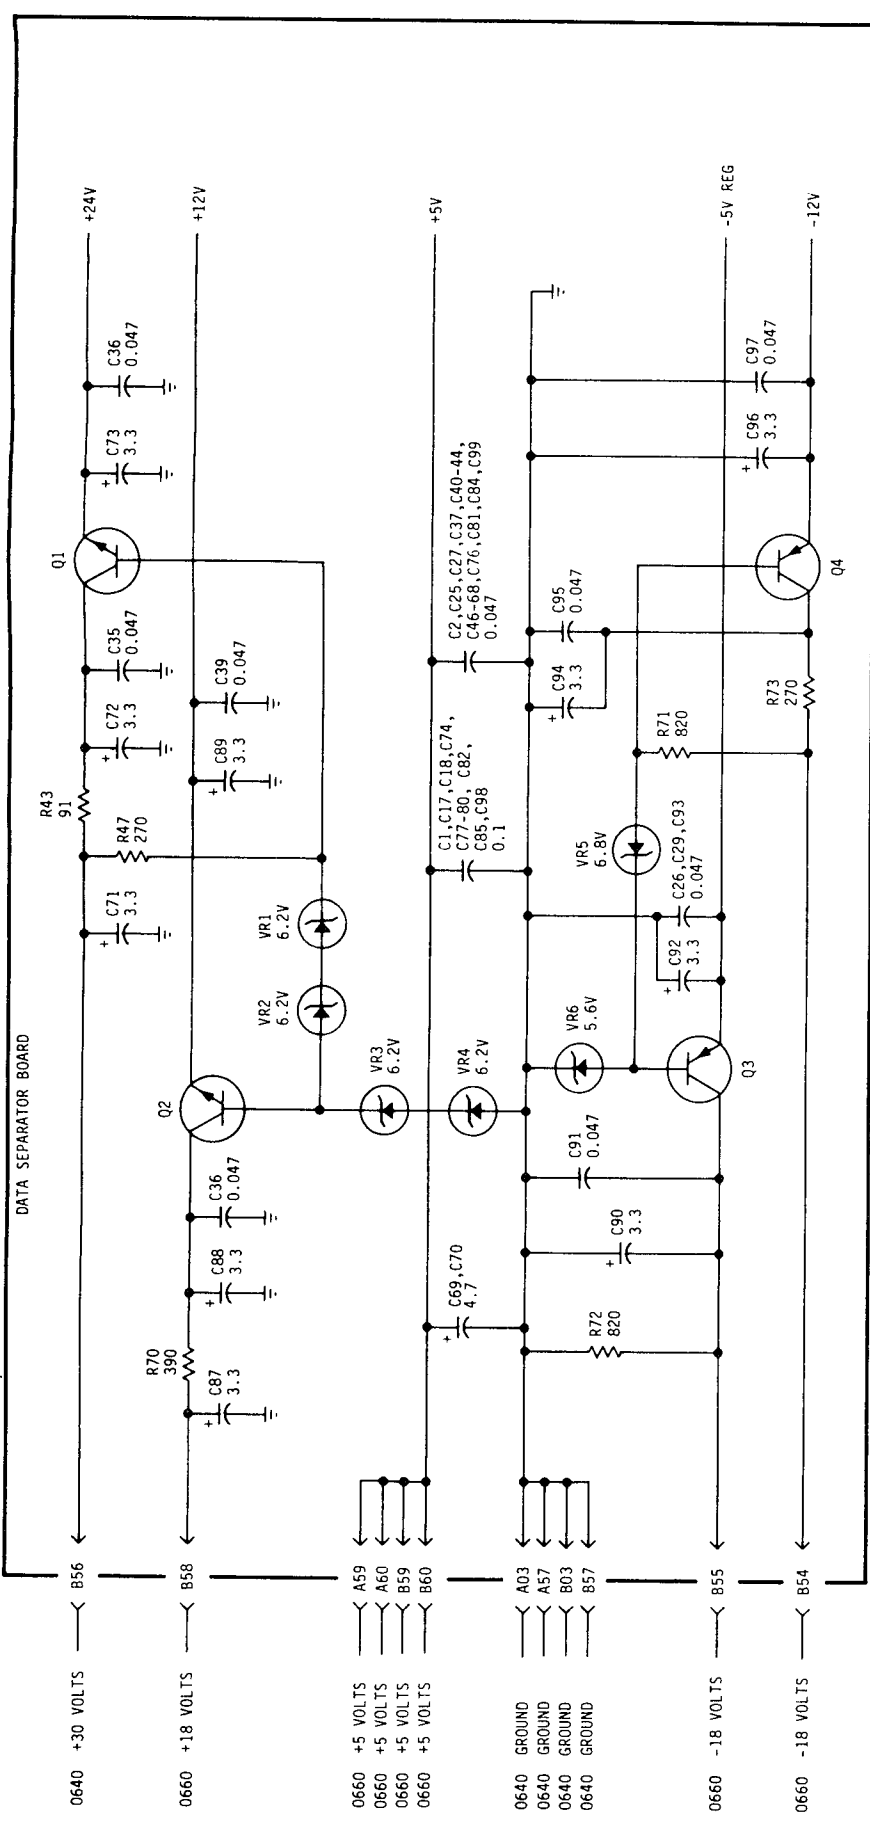 DATA SEPARATOR BOARD
0640 +30 VOLTS
B56
C71
3.3
+
R47
270
R43
91
C72
3.3
+
C35
0.047
Q1
C73
3.3
+
C36
0.047
+24V
0660 +18 VOLTS
B58
C87
3.3
+
R70
390
C88
3.3
+
C36
0.047
Q2
C89
3.3
+
C39
0.047
+12V
VR2
6.2V
VR1
6.2V
VR3
6.2V
VR4
6.2V
0660 +5 VOLTS
A59
0660 +5 VOLTS
A60
0660 +5 VOLTS
B59
0660 +5 VOLTS
B60
C69,C70
4.7
+
C1,C17,C18,C74,
C77-80, C82,
C85,C98
0.1
C2,C25,C27,C37,C40-44,
C46-68,C76,C81,C84,C99
0.047
+5V
0640 GROUND
A03
0640 GROUND
A57
0640 GROUND
B03
0640 GROUND
B57
R72
820
C90
3.3
+
C91
0.047
VR6
5.6V
Q3
C92
3.3
+
C26,C29,C93
0.047
VR5
6.8V
R71
820
C94
3.3
+
C95
0.047
R73
270
Q4
C96
3.3
+
C97
0.047
0660 -18 VOLTS
B55
-5V REG
0660 -18 VOLTS
B54
-12V